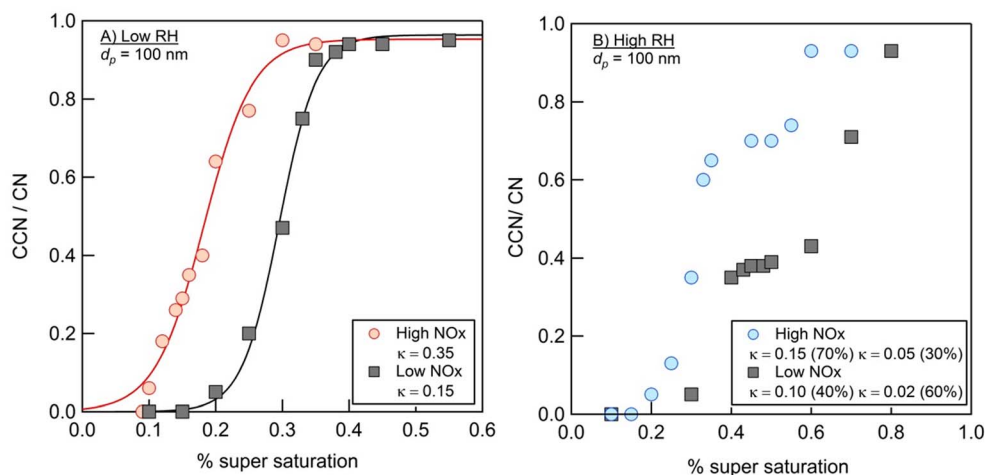 A) Low RH
dp = 100 nm
CCN / CN
1.0
0.8
0.6
0.4
0.2
0.0
High NOx
κ = 0.35
Low NOx
κ = 0.15
0.0 0.1 0.2 0.3 0.4 0.5 0.6
% super saturation
B) High RH
dp = 100 nm
CCN/ CN
1.0
0.8
0.6
0.4
0.2
0.0
High NOx
κ = 0.15 (70%) κ = 0.05 (30%)
Low NOx
κ = 0.10 (40%) κ = 0.02 (60%)
0.0 0.2 0.4 0.6 0.8 1.0
% super saturation